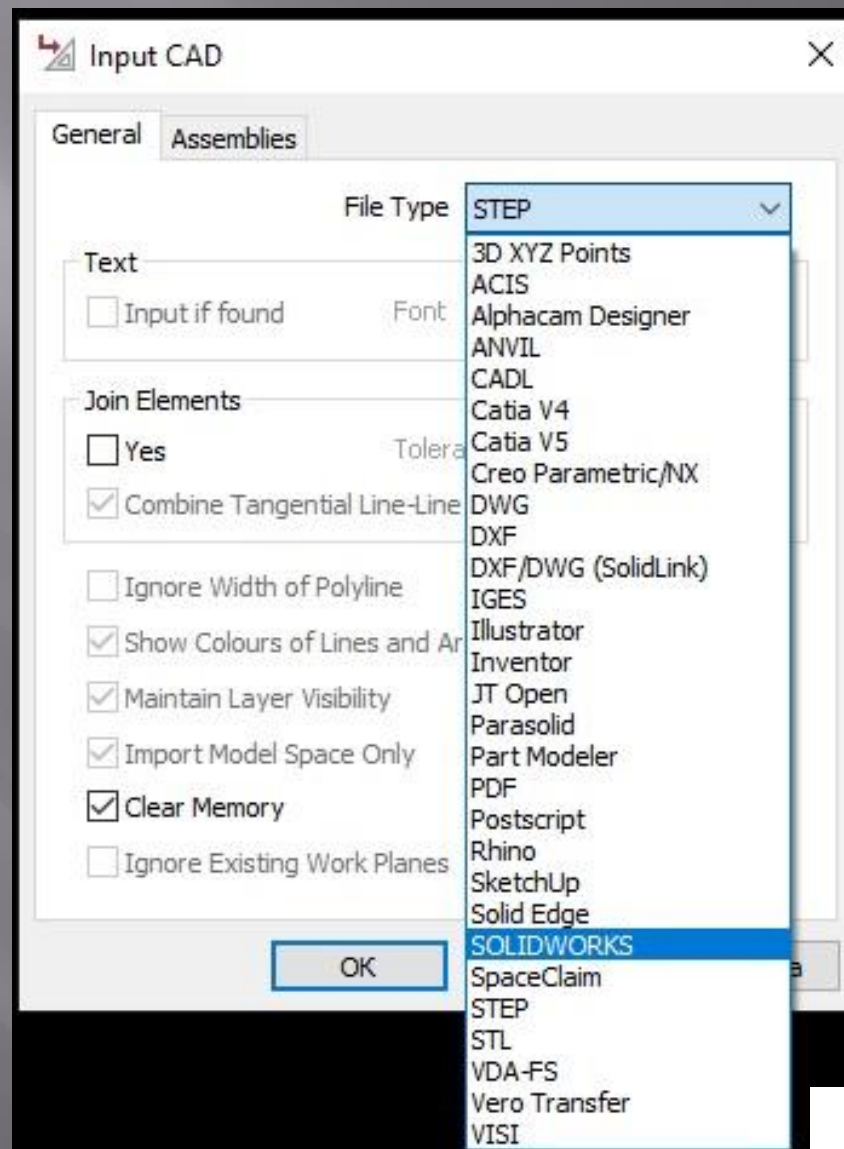 Input CAD
General
Assemblies
File Type
STEP
Text
Input if found
Font
Join Elements
Yes
Combine Tangential Line-Line
Ignore Width of Polyline
Show Colours of Lines and
Maintain Layer Visibility
Import Model Space Only
Clear Memory
Ignore Existing Work Planes
OK
3D XYZ Points
ACIS
Alphacam Designer
ANVIL
CADL
Catia V4
Catia V5
Creo Parametric/NX
DWG
DXF
DXF/DWG (SolidLink)
IGES
Illustrator
Inventor
JT Open
Parasolid
Part Modeler
PDF
Postscript
Rhino
SketchUp
Solid Edge
SOLIDWORKS
SpaceClaim
STEP
STL
VDA-FS
Vero Transfer
VISI